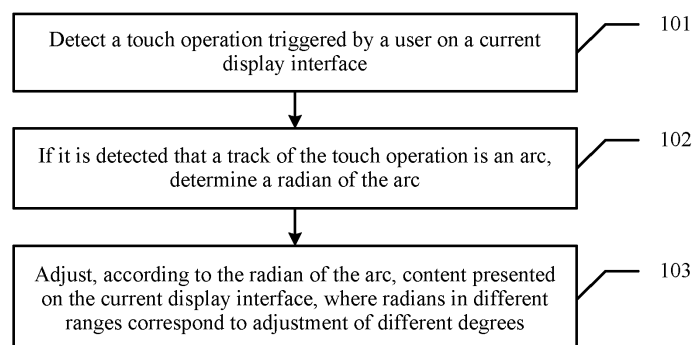 Detect a touch operation triggered by a user on a current
display interface
101
If it is detected that a track of the touch operation is an arc,
determine a radian of the arc
102
Adjust, according to the radian of the arc, content presented
on the current display interface, where radians in different
ranges correspond to adjustment of different degrees
103